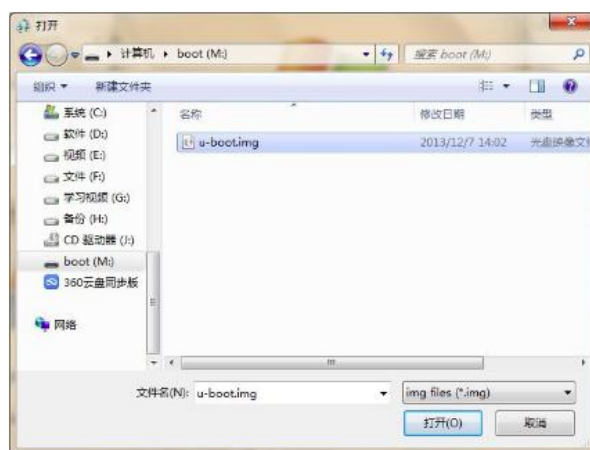 打开
计算机 boot (M:)
搜索 boot (M:)
组织 新建文件夹
系统 (C:)
软件 (D:)
视频 (E:)
文件 (F:)
学习视频 (G:)
备份 (H:)
CD 驱动器 (J:)
boot (M:)
360云盘同步版
网络
名称 修改日期 类型
u-boot.img 2013/12/7 14:02 光盘映像文
文件名(N): u-boot.img
img files (*.img)
打开(O) 取消